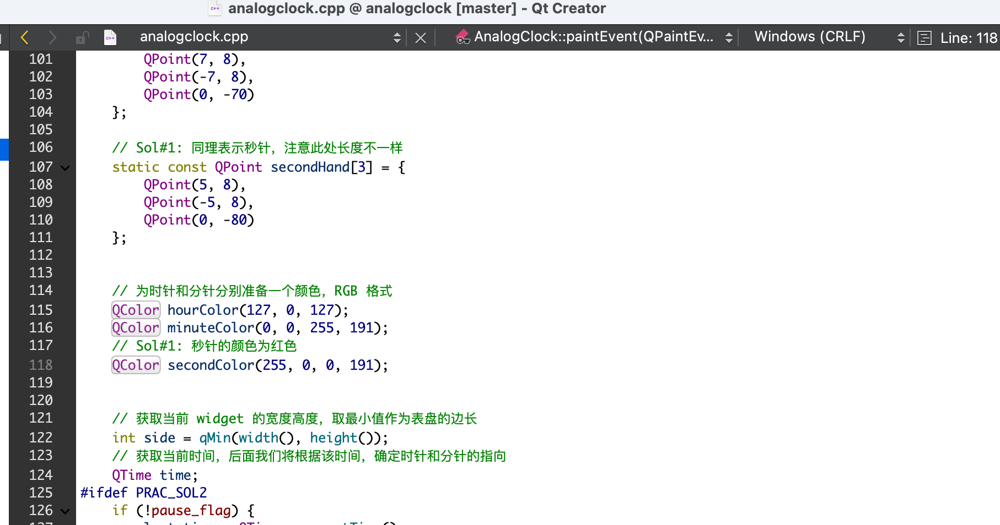 analogclock.cpp @ analogclock [master] - Qt Creator
analogclock.cpp AnalogClock::paintEvent(QPaintEv... Windows (CRLF) Line: 118
101 QPoint(7, 8),
102 QPoint(-7, 8),
103 QPoint(0, -70)
104 };
105
106 // Sol#1: 同理表示秒针，注意此处长度不一样
107 static const QPoint secondHand[3] = {
108 QPoint(5, 8),
109 QPoint(-5, 8),
110 QPoint(0, -80)
111 };
112
113
114 // 为时针和分针分别准备一个颜色，RGB 格式
115 QColor hourColor(127, 0, 127);
116 QColor minuteColor(0, 0, 255, 191);
117 // Sol#1: 秒针的颜色为红色
118 QColor secondColor(255, 0, 0, 191);
119
120
121 // 获取当前 widget 的宽度高度，取最小值作为表盘的边长
122 int side = qMin(width(), height());
123 // 获取当前时间，后面我们将根据该时间，确定时针和分针的指向
124 QTime time;
125 #ifdef PRAC_SOL2
126 if (!pause_flag) {